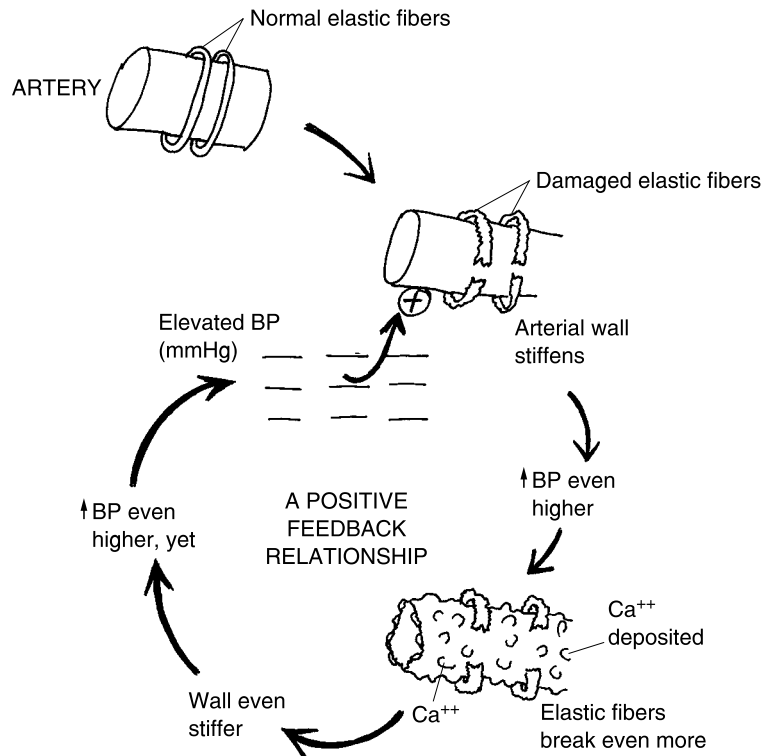 Normal elastic fibers
ARTERY
Damaged elastic fibers
+
Arterial wall
stiffens
Elevated BP
(mmHg)
BP even
higher
A POSITIVE
FEEDBACK
RELATIONSHIP
BP even
higher, yet
Ca⁺⁺
deposited
Ca⁺⁺
Elastic fibers
break even more
Wall even
stiffer